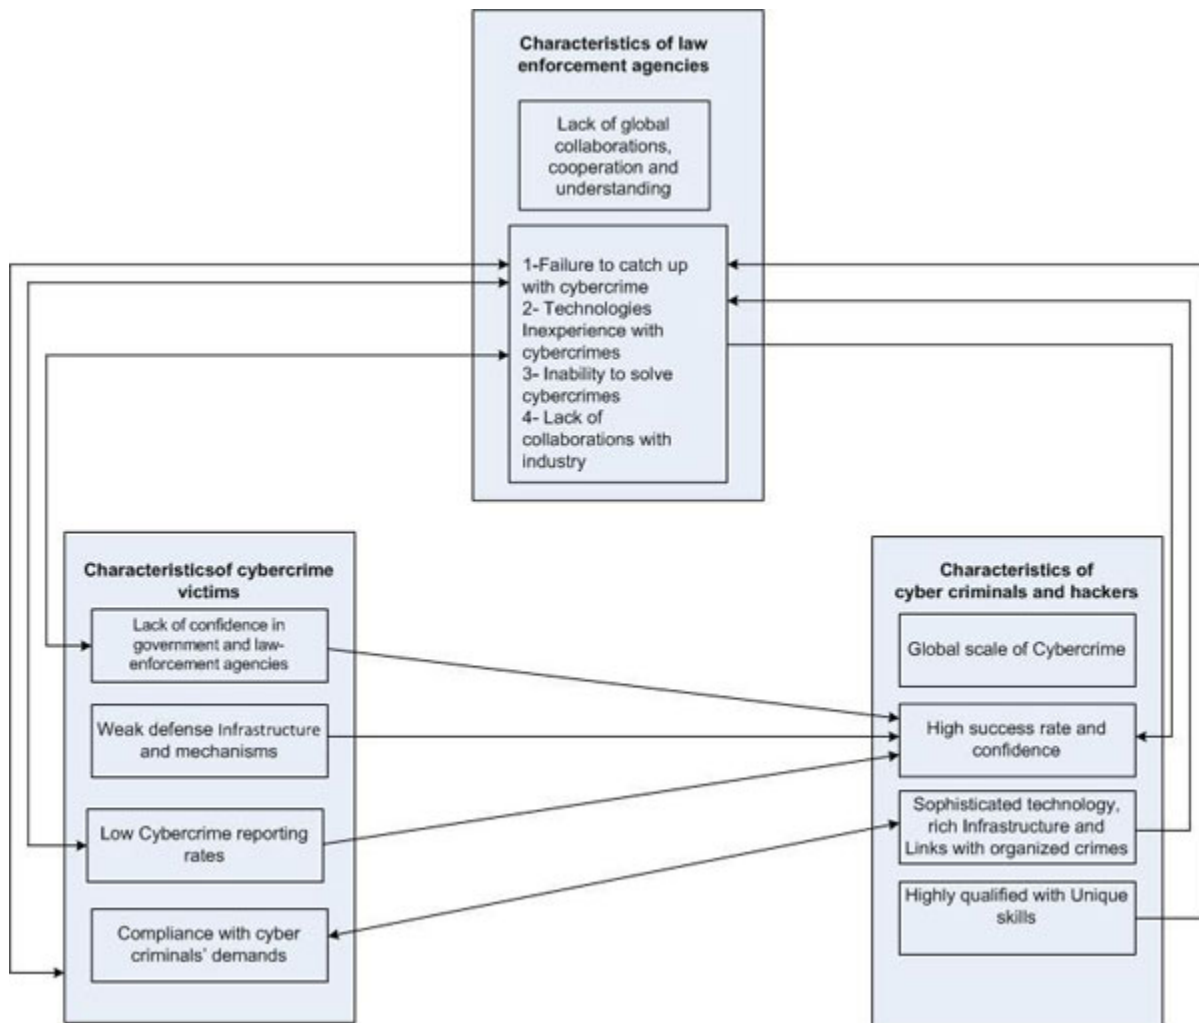 Characteristics of law
enforcement agencies
Lack of global
collaborations,
cooperation and
understanding
1-Failure to catch up
with cybercrime
2- Technologies
Inexperience with
cybercrimes
3- Inability to solve
cybercrimes
4- Lack of
collaborations with
industry
Characteristicsof cybercrime
victims
Lack of confidence in
government and law-
enforcement agencies
Weak defense Infrastructure
and mechanisms
Low Cybercrime reporting
rates
Compliance with cyber
criminals' demands
Characteristics of
cyber criminals and hackers
Global scale of Cybercrime
High success rate and
confidence
Sophisticated technology,
rich Infrastructure and
Links with organized crimes
Highly qualified with Unique
skills